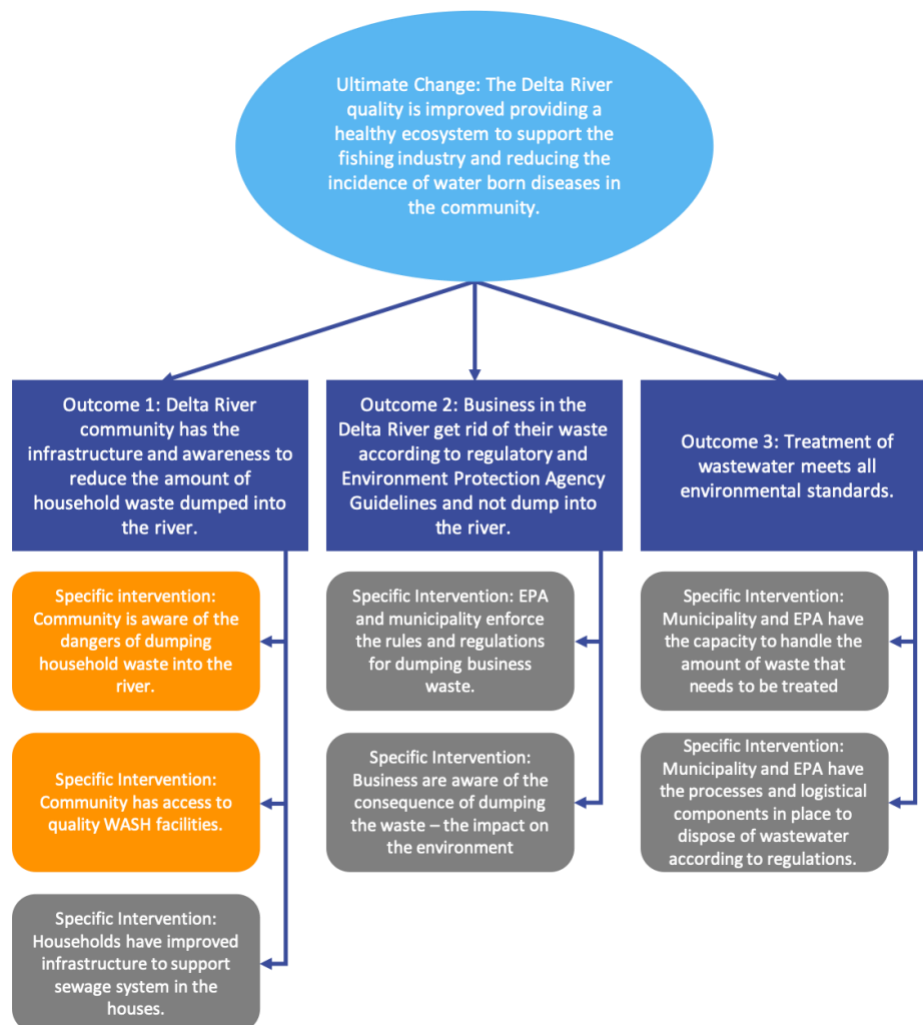 Ultimate Change: The Delta River
quality is improved providing a
healthy ecosystem to support the
fishing industry and reducing the
incidence of water born diseases in
the community.
Outcome 1: Delta River
community has the
infrastructure and awareness to
reduce the amount of
household waste dumped into
the river.
Specific intervention:
Community is aware of the
dangers of dumping
household waste into the
river.
Specific Intervention:
Community has access to
quality WASH facilities.
Specific Intervention:
Households have improved
infrastructure to support
sewage system in the
houses.
Outcome 2: Business in the
Delta River get rid of their waste
according to regulatory and
Environment Protection Agency
Guidelines and not dump into
the river.
Specific Intervention: EPA
and municipality enforce
the rules and regulations
for dumping business
waste.
Specific Intervention:
Business are aware of the
consequence of dumping
the waste – the impact on
the environment
Outcome 3: Treatment of
wastewater meets all
environmental standards.
Specific Intervention:
Municipality and EPA have
the capacity to handle the
amount of waste that
needs to be treated
Specific Intervention:
Municipality and EPA have
the processes and logistical
components in place to
dispose of wastewater
according to regulations.